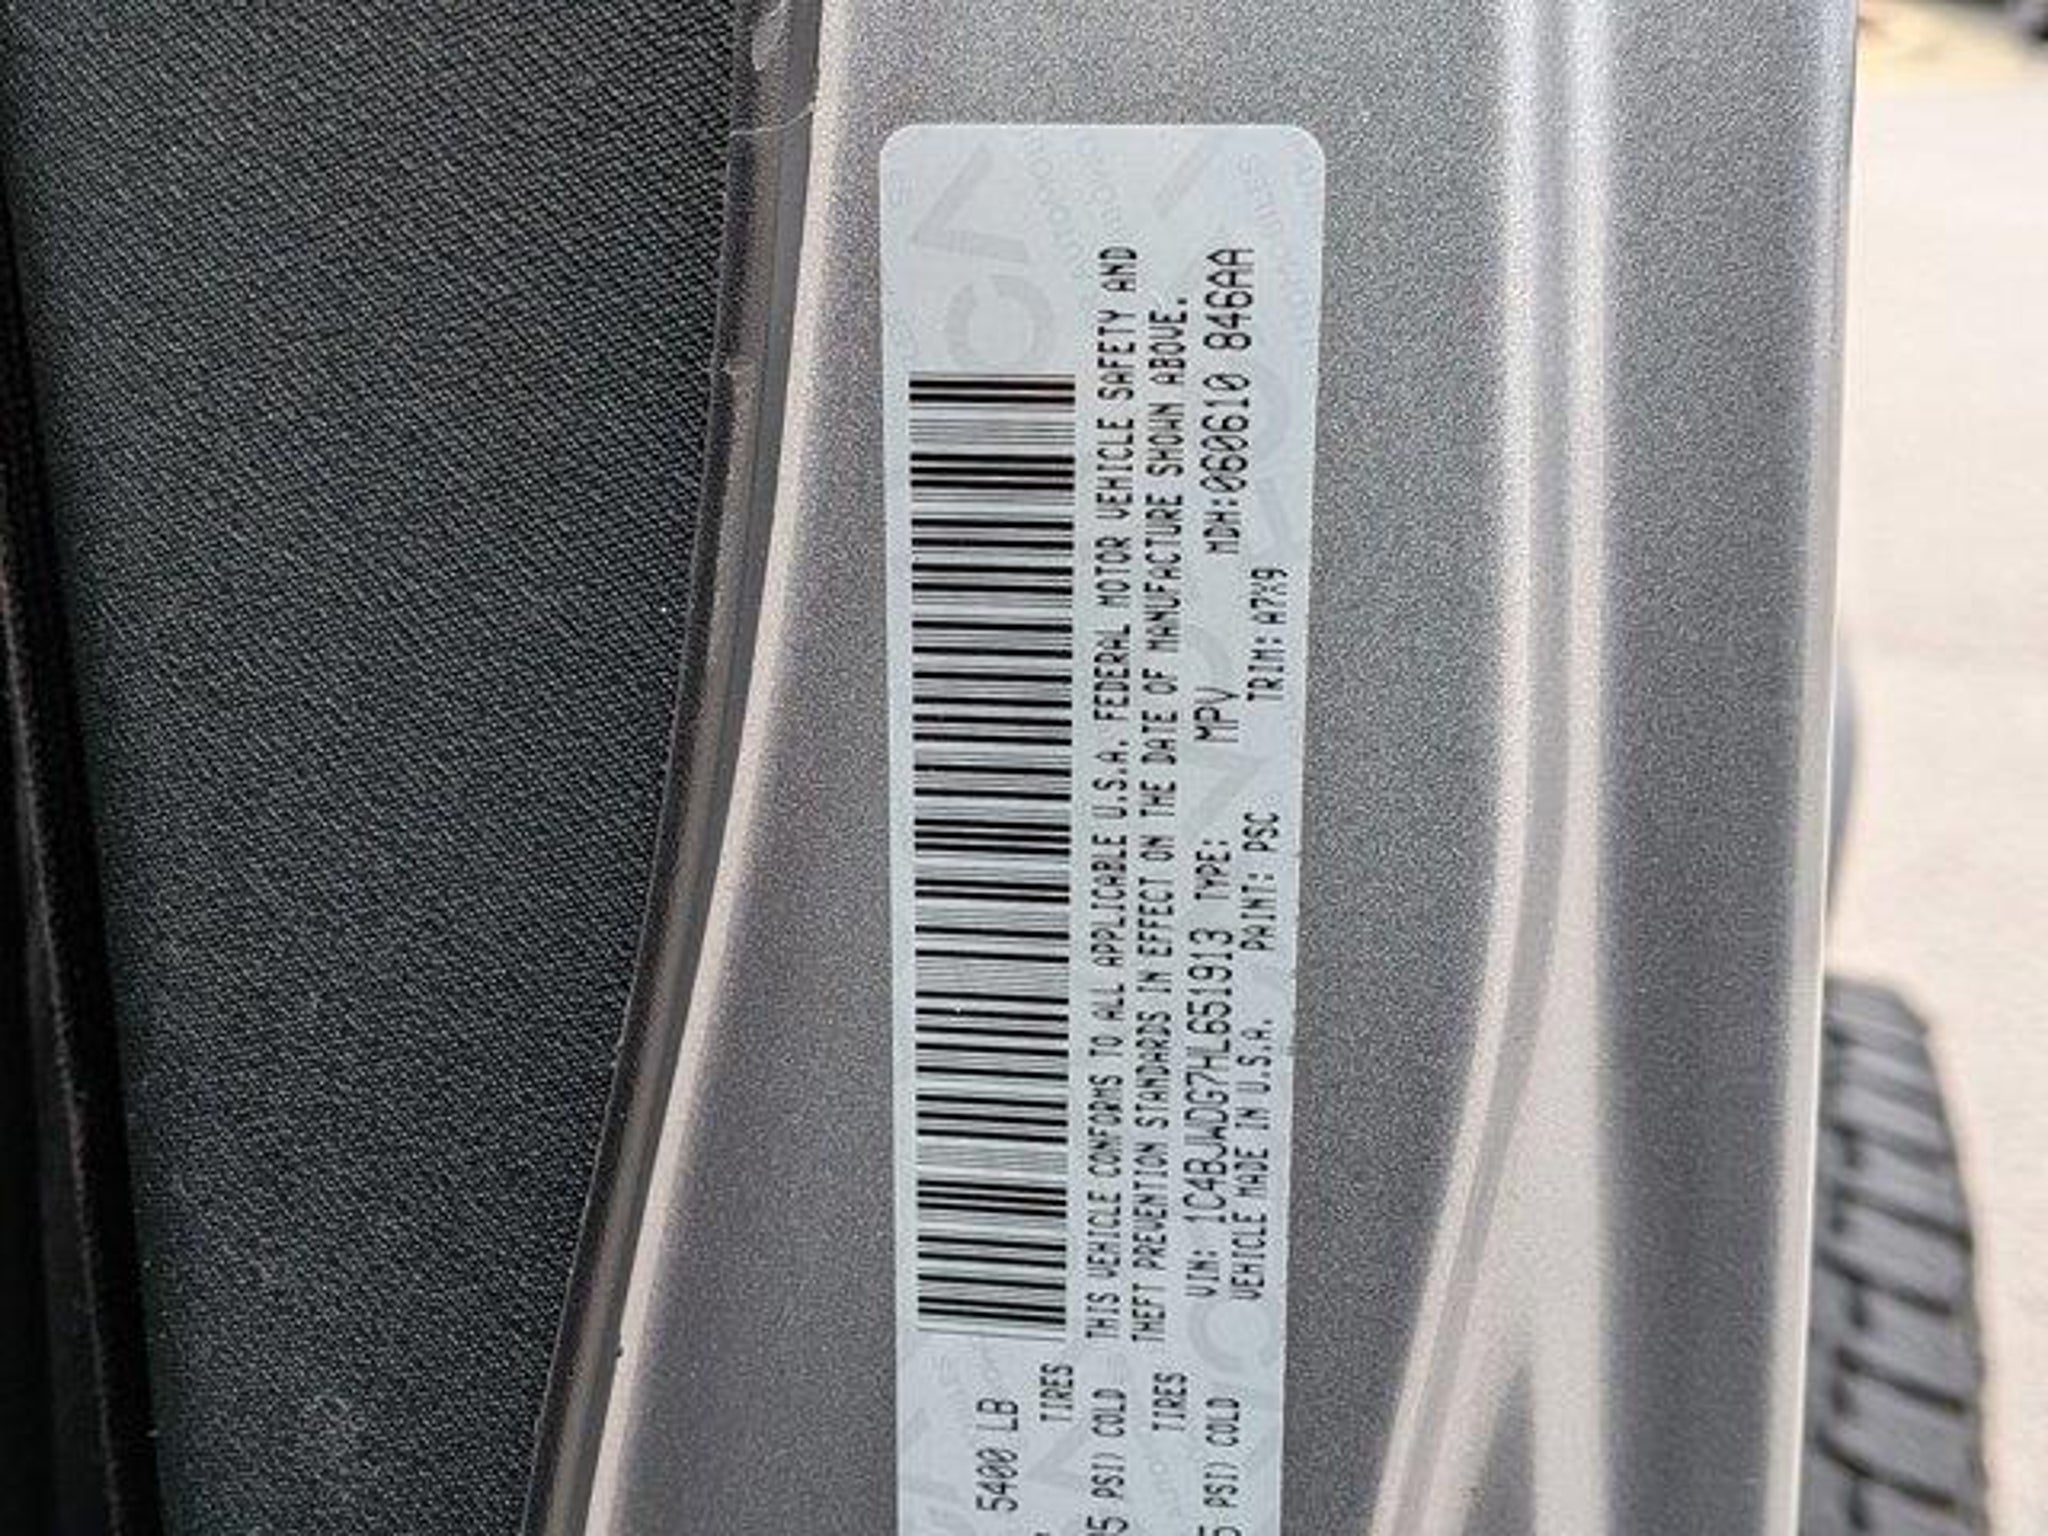 5400 LB
TIRES
5 PSI) COLD
THIS VEHICLE CONFORMS TO ALL APPLICABLE U.S.A. FEDERAL MOTOR VEHICLE SAFETY AND
THEFT PREVENTION STANDARDS IN EFFECT ON THE DATE OF MANUFACTURE SHOWN ABOVE.
TIRES
5 PSI) COLD
VIN: 1C4BJWDG7HL651913 TYPE: MPV MDH:060610 846AA
VEHICLE MADE IN U.S.A. PAINT: PSC TRIM: A7X9